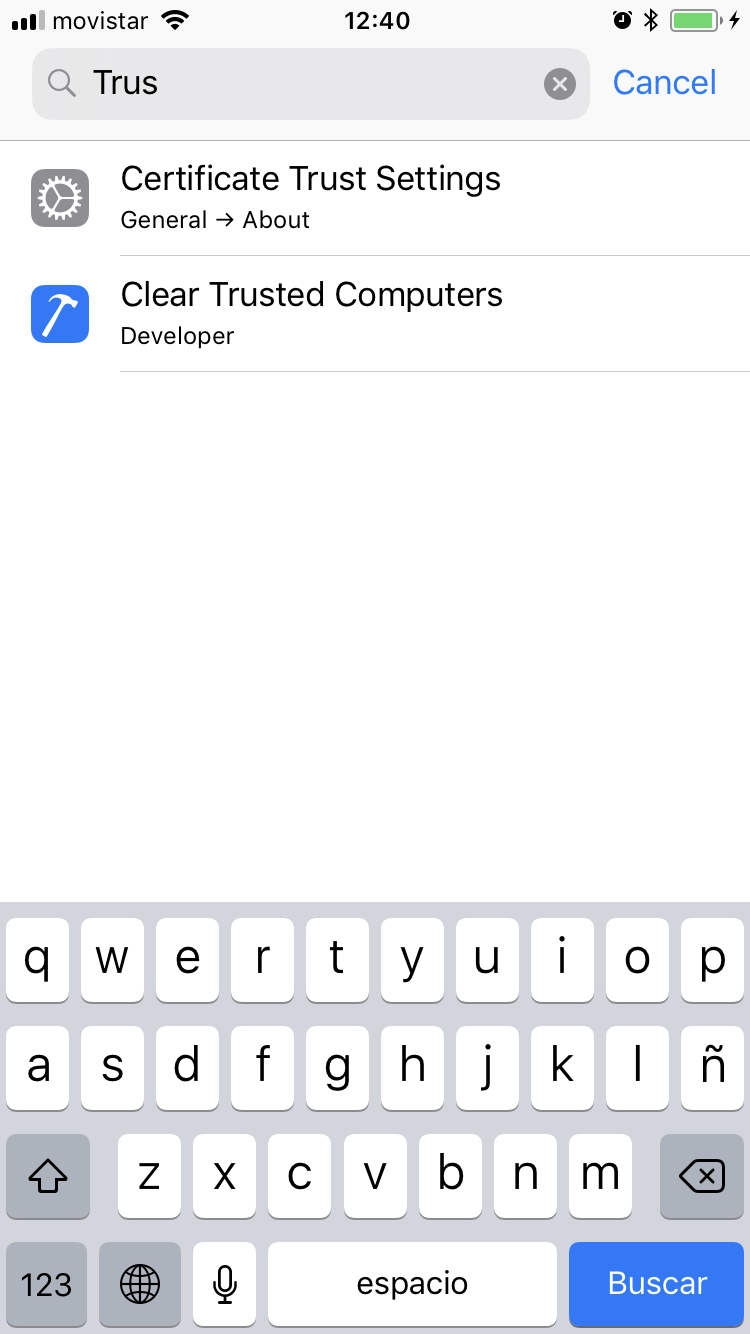 movistar 12:40
Trus Cancel
Certificate Trust Settings
General → About
Clear Trusted Computers
Developer
q w e r t y u i o p
a s d f g h j k l ñ
z x c v b n m
123 espacio Buscar